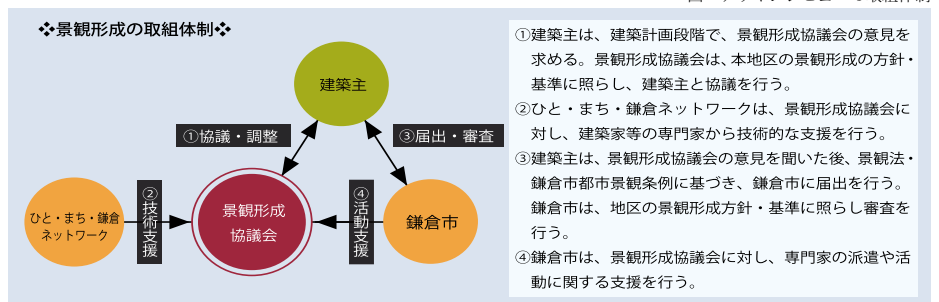 ❖景観形成の取組体制❖
建築主
①協議・調整
③届出・審査
ひと・まち・鎌倉
ネットワーク
②技術支援
景観形成
協議会
④活動支援
鎌倉市
①建築主は、建築計画段階で、景観形成協議会の意見を
求める。景観形成協議会は、本地区の景観形成の方針・
基準に照らし、建築主と協議を行う。
②ひと・まち・鎌倉ネットワークは、景観形成協議会に
対し、建築家等の専門家から技術的な支援を行う。
③建築主は、景観形成協議会の意見を聞いた後、景観法・
鎌倉市都市景観条例に基づき、鎌倉市に届出を行う。
鎌倉市は、地区の景観形成方針・基準に照らし審査を
行う。
④鎌倉市は、景観形成協議会に対し、専門家の派遣や活
動に関する支援を行う。